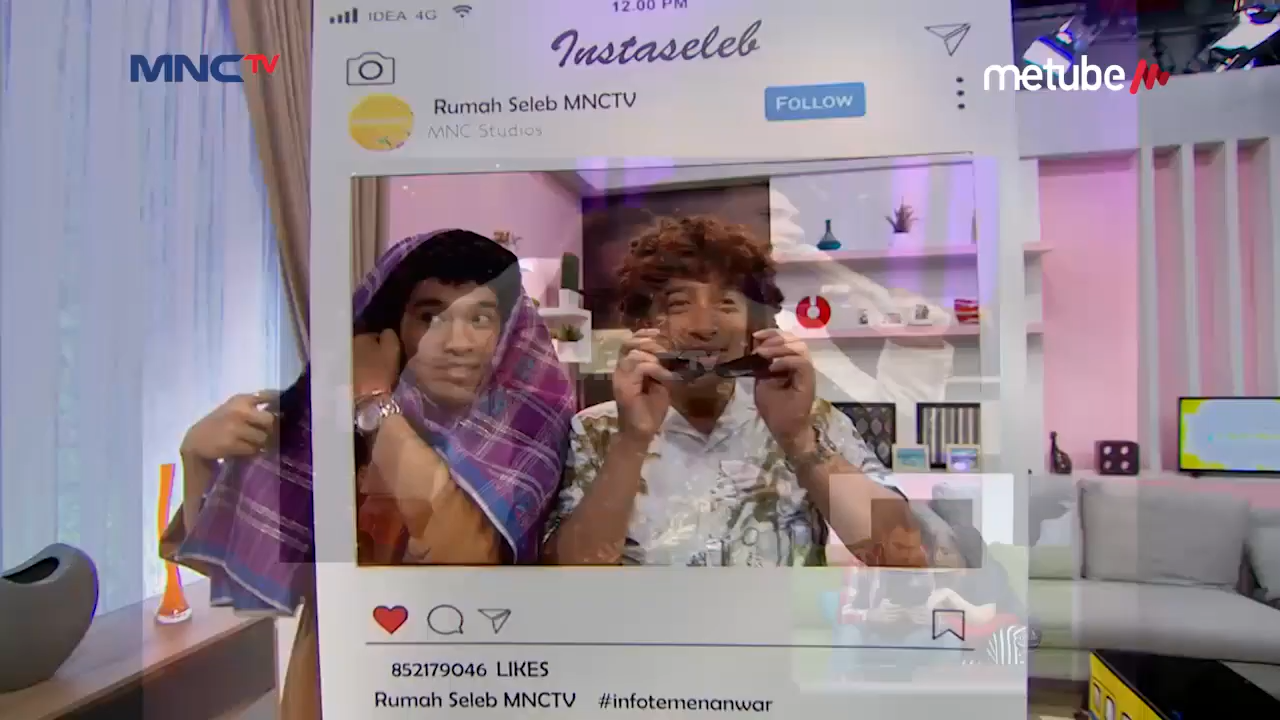 IDEA 4G
12.00 PM
MNCTV
Instaseleb
metube
Rumah Seleb MNCTV
FOLLOW
MNC Studios
852179046 LIKES
Rumah Seleb MNCTV #infotemenanwar